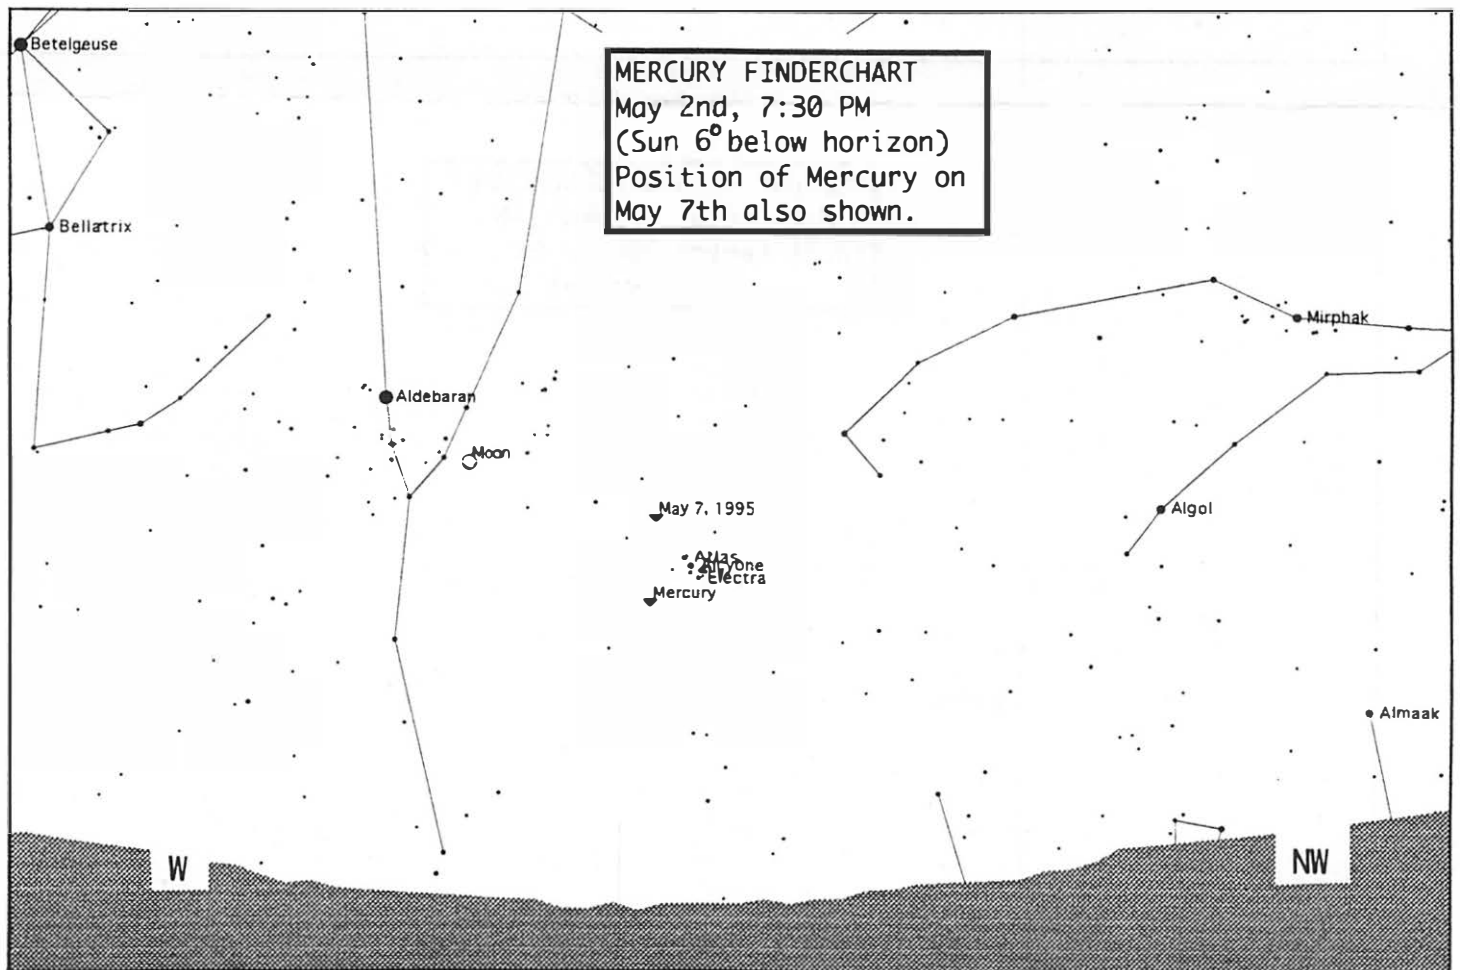 Betelgeuse
MERCURY FINDERCHART
May 2nd, 7:30 PM
(Sun 6° below horizon)
Position of Mercury on
May 7th also shown.
Bellatrix
Mirphak
Aldebaran
Moon
May 7, 1995
Algol
Atlas
Alcyone
Electra
Mercury
Almaak
W
NW